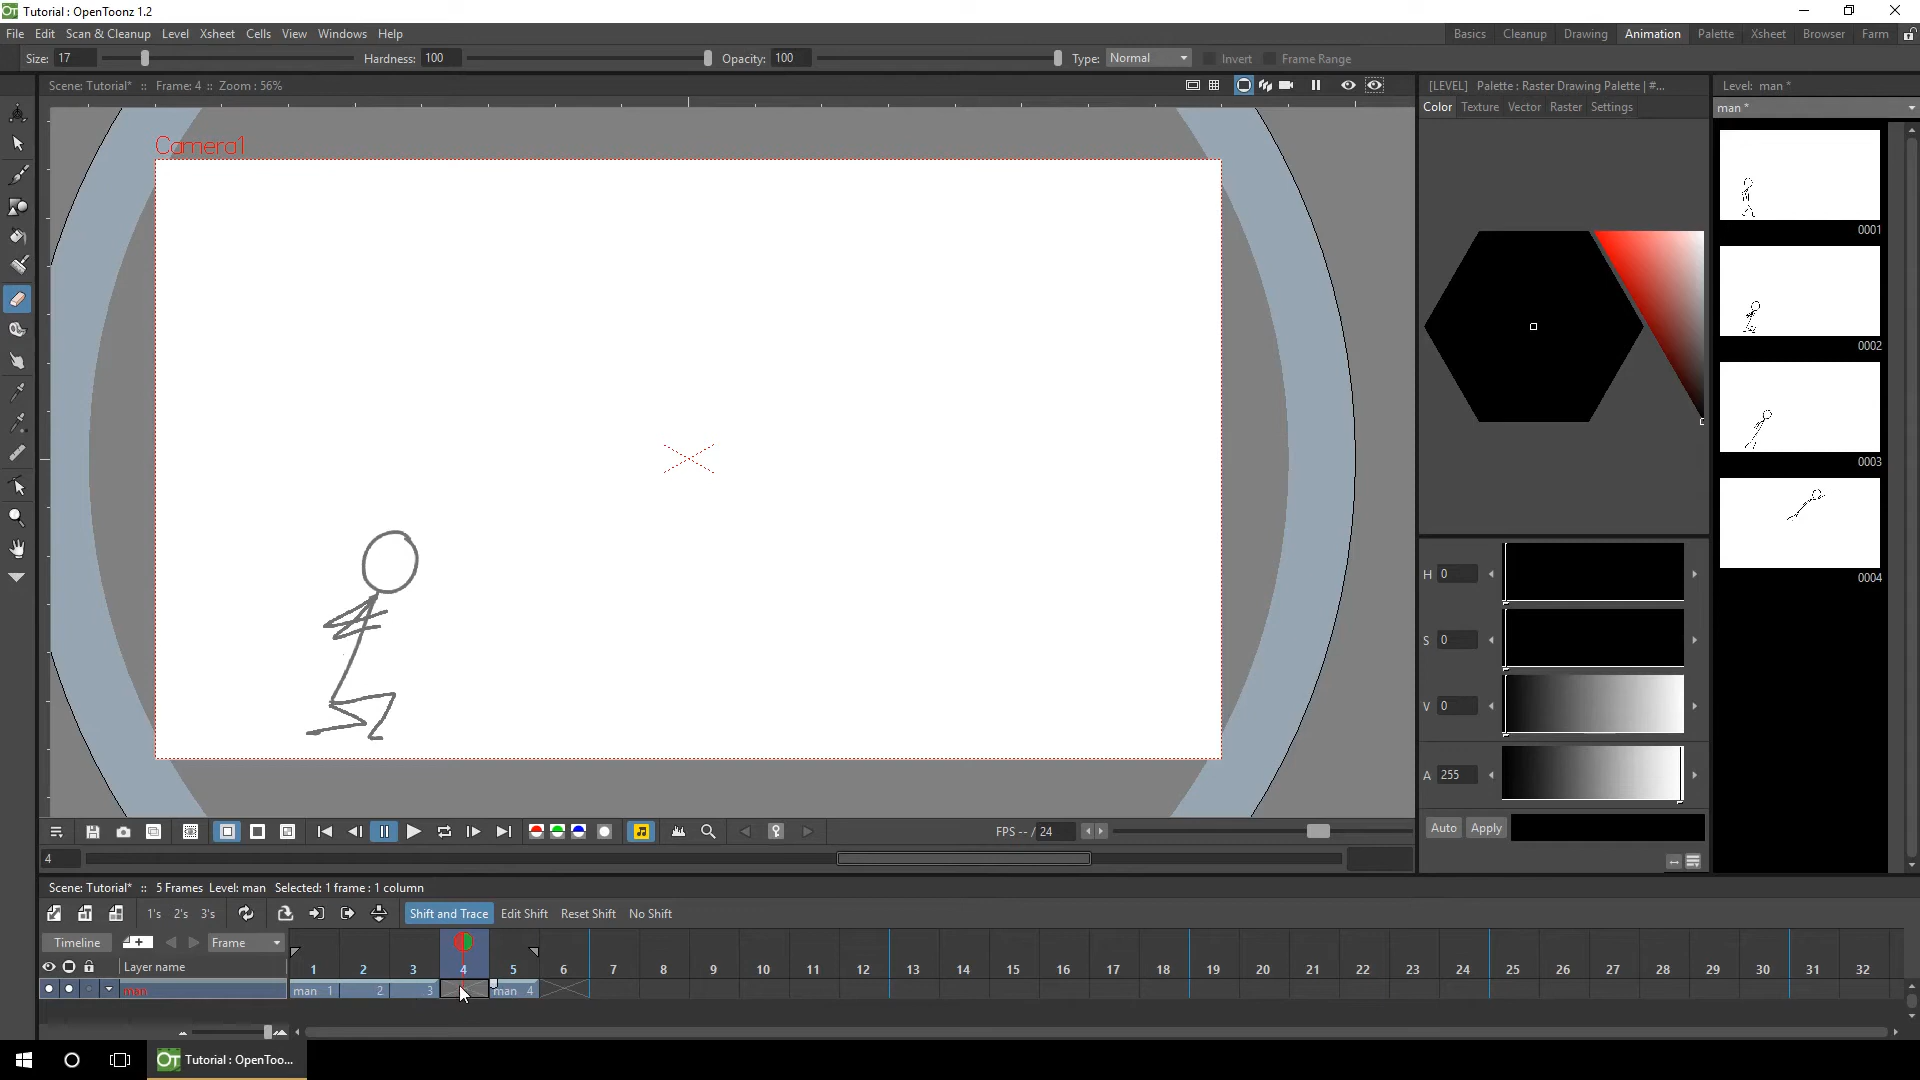 Tutorial : OpenToonz 1.2
File Edit Scan & Cleanup Level Xsheet Cells View Windows Help
Basics Cleanup Drawing Animation Palette Xsheet Browser Farm
Size: 17 Hardness: 100 Opacity: 100 Type: Normal Invert Frame Range
Scene: Tutorial* :: Frame: 4 :: Zoom : 56%
[LEVEL] Palette : Raster Drawing Palette | #...
Level: man *
Color Texture Vector Raster Settings
man *
Camera1
0001
0002
0003
0004
H 0
S 0
V 0
A 255
Auto Apply
FPS -- / 24
4
Scene: Tutorial* :: 5 Frames Level: man Selected: 1 frame : 1 column
1's 2's 3's Shift and Trace Edit Shift Reset Shift No Shift
Timeline Frame
1 2 3 4 5 6 7 8 9 10 11 12 13 14 15 16 17 18 19 20 21 22 23 24 25 26 27 28 29 30 31 32
Layer name
man man 1 2 3 man 4
Tutorial : OpenToo...